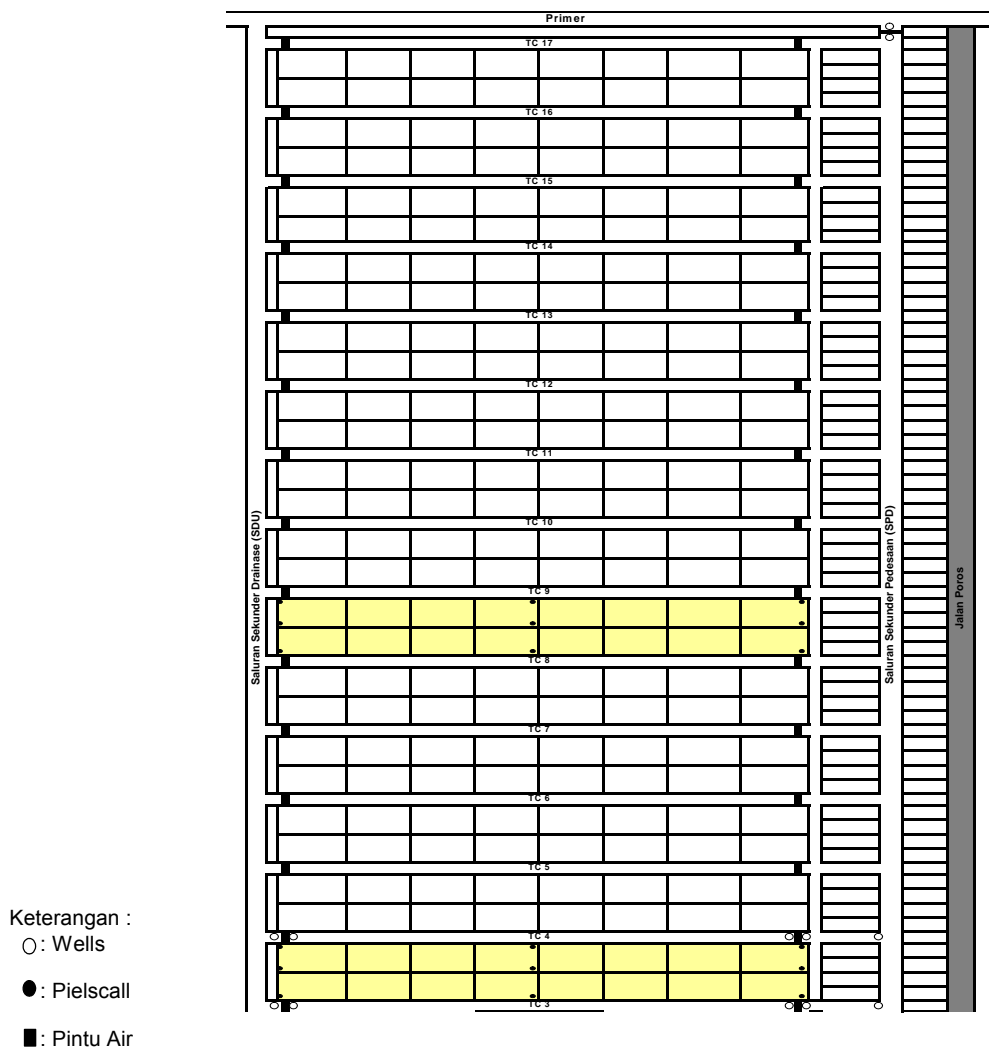 Primer
TC 17
TC 16
TC 15
TC 14
TC 13
TC 12
TC 11
TC 10
TC 9
TC 8
TC 7
TC 6
TC 5
TC 4
TC 3
Saluran Sekunder Drainase (SDU)
Saluran Sekunder Pedesaan (SPD)
Jalan Poros
Keterangan :
: Wells
: Pielscall
: Pintu Air